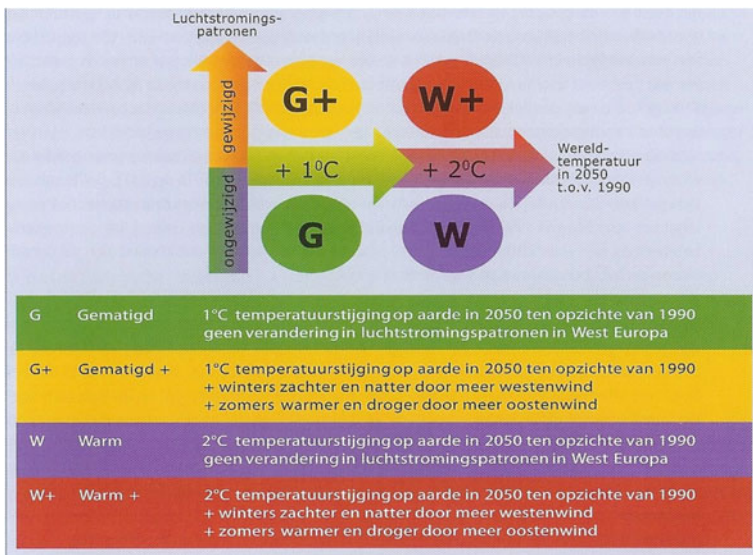 Luchtstromings-
patronen
gewijzigd
ongewijzigd
G+
W+
+ 1⁰C
+ 2⁰C
G
W
Wereld-
temperatuur
in 2050
t.o.v. 1990
G Gematigd 1°C temperatuurstijging op aarde in 2050 ten opzichte van 1990
geen verandering in luchtstromingspatronen in West Europa
G+ Gematigd + 1°C temperatuurstijging op aarde in 2050 ten opzichte van 1990
+ winters zachter en natter door meer westenwind
+ zomers warmer en droger door meer oostenwind
W Warm 2°C temperatuurstijging op aarde in 2050 ten opzichte van 1990
geen verandering in luchtstromingspatronen in West Europa
W+ Warm + 2°C temperatuurstijging op aarde in 2050 ten opzichte van 1990
+ winters zachter en natter door meer westenwind
+ zomers warmer en droger door meer oostenwind